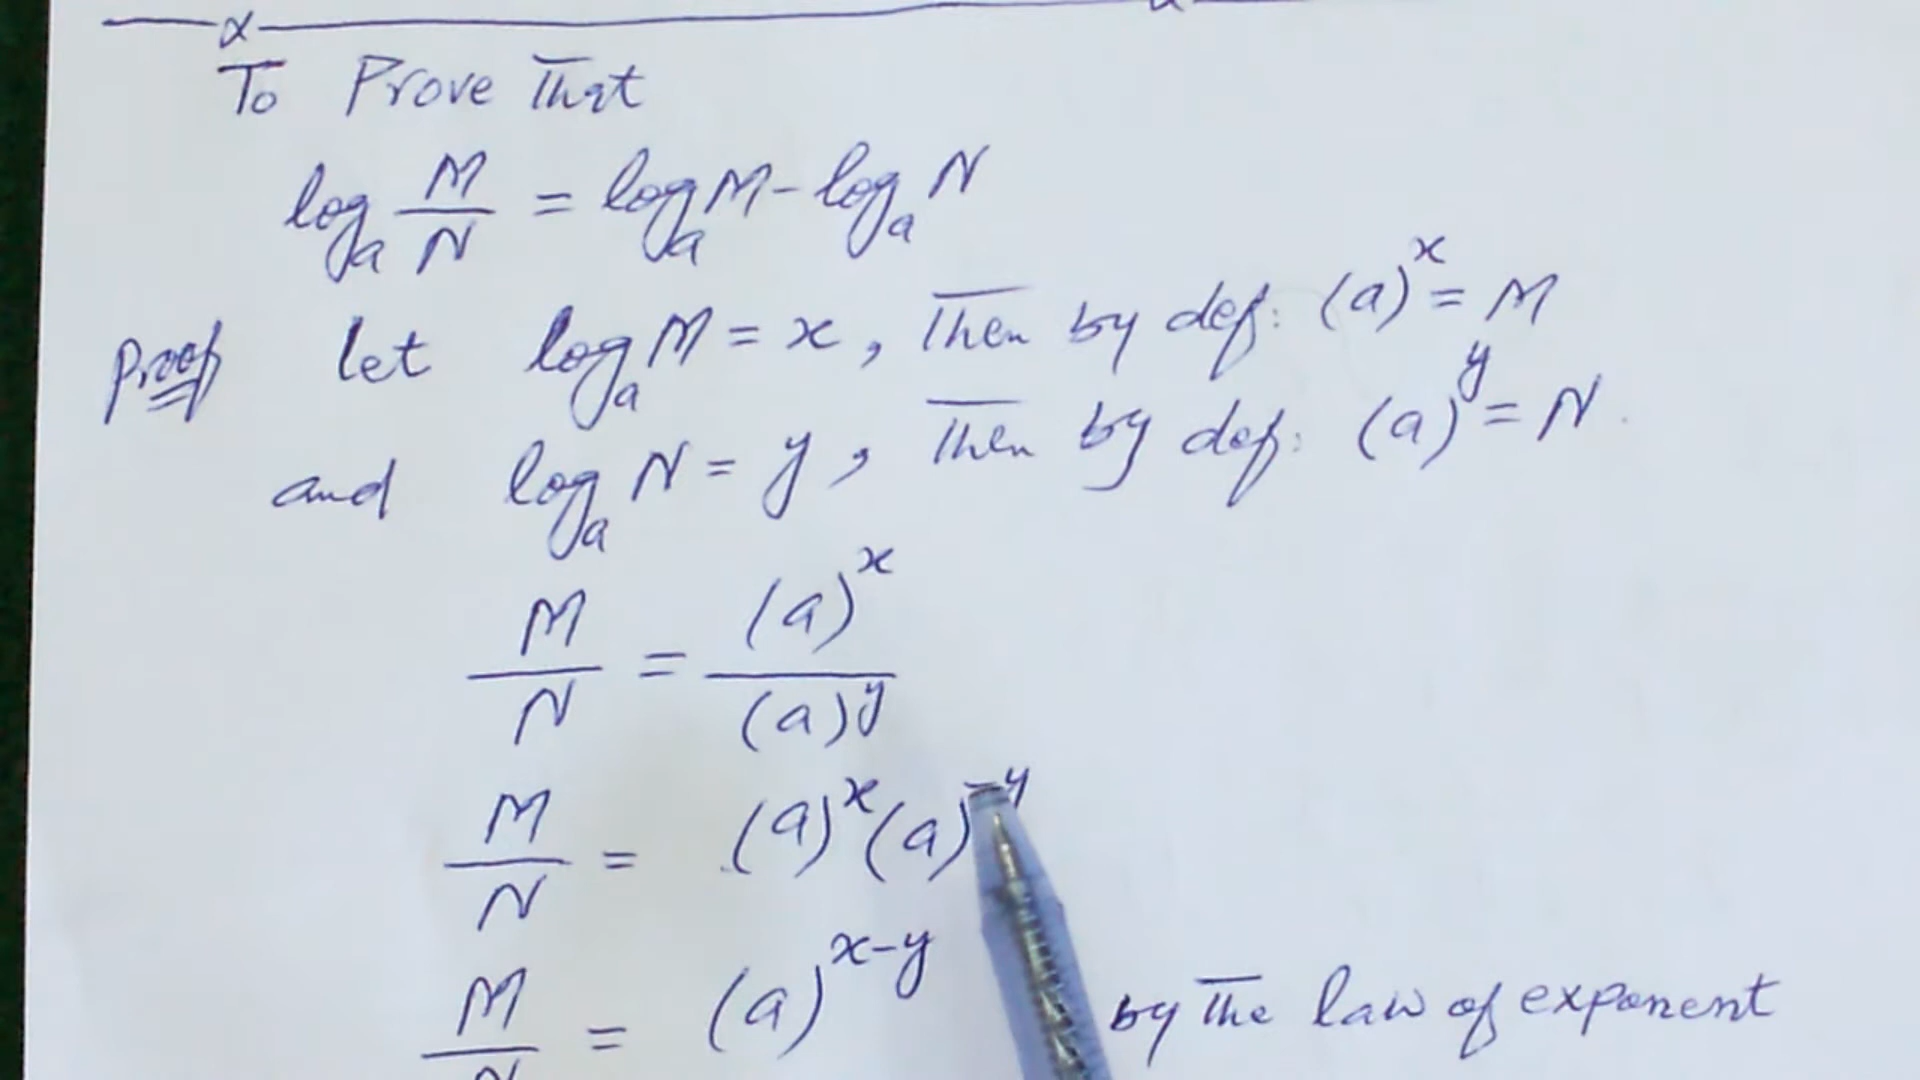 To Prove That
log_a M/N = log_a M - log_a N
Proof let log_a M = x, Then by def: (a)^x = M
and log_a N = y, Then by def: (a)^y = N.
M/N = (a)^x/(a)^y
M/N = (a)^x (a)^-y
M/N = (a)^x-y by The law of exponent